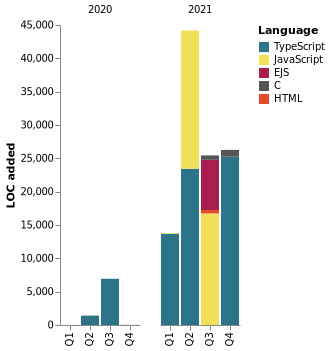 2020 2021
Language
TypeScript
JavaScript
EJS
C
HTML
LOC added
45,000
40,000
35,000
30,000
25,000
20,000
15,000
10,000
5,000
0
Q1 Q2 Q3 Q4 Q1 Q2 Q3 Q4